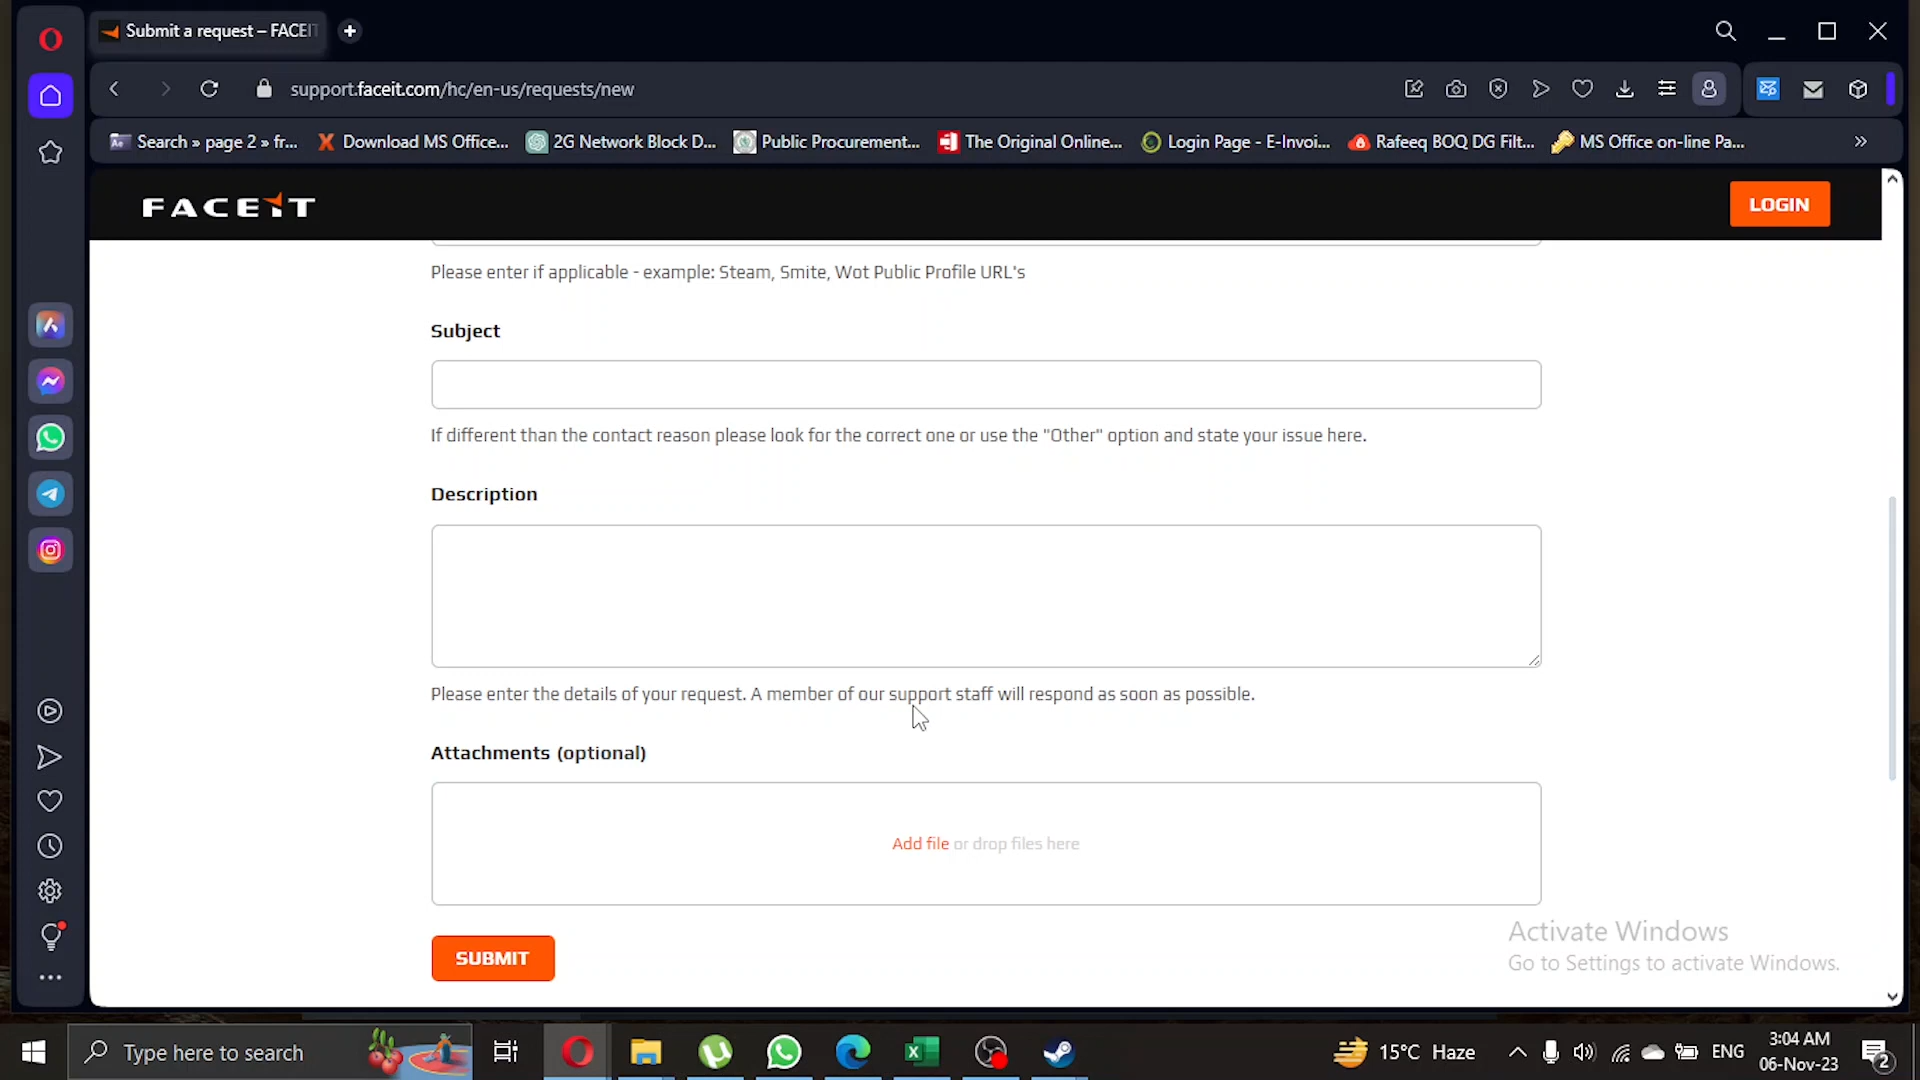 Submit a request – FACEIT
support.faceit.com/hc/en-us/requests/new
Search » page 2 » fr...
Download MS Office...
2G Network Block D...
Public Procurement...
The Original Online...
Login Page - E-Invoi...
Rafeeq BOQ DG Filt...
MS Office on-line Pa...
FACEIT
LOGIN
Please enter if applicable - example: Steam, Smite, Wot Public Profile URL's
Subject
If different than the contact reason please look for the correct one or use the "Other" option and state your issue here.
Description
Please enter the details of your request. A member of our support staff will respond as soon as possible.
Attachments (optional)
Add file or drop files here
SUBMIT
Activate Windows
Go to Settings to activate Windows.
Type here to search
15°C Haze
ENG
3:04 AM
06-Nov-23
2